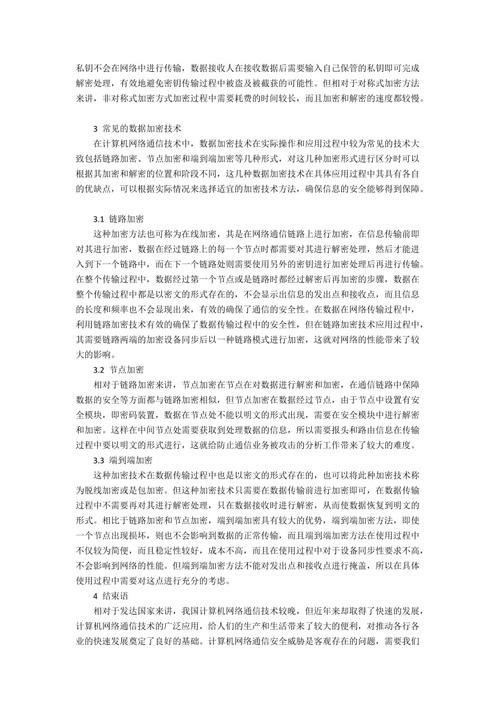 私钥不会在网络中进行传输，数据接收人在接收数据后需要输入自己保管的私钥即可完成
解密处理，有效地避免密钥传输过程中被盗及被截获的可能性。但相对于对称式加密方法
来讲，非对称式加密方式加密过程中需要耗费的时间较长，而且加密和解密的速度都较慢。
3 常见的数据加密技术
在计算机网络通信技术中，数据加密技术在实际操作和应用过程中较为常见的技术大
致包括链路加密、节点加密和端到端加密等几种形式，对这几种加密形式进行区分时可以
根据其加密和解密的位置和阶段不同，这几种数据加密技术在具体应用过程中其具有各自
的优缺点，可以根据实际情况来选择适宜的加密技术方法，确保信息的安全能够得到保障。
3.1 链路加密
这种加密方法也可称为在线加密，其是在网络通信链路上进行加密，在信息传输前即
对其进行加密，数据在经过链路上的每一个节点时都需要对其进行解密处理，然后才能进
入到下一个链路中，而在下一个链路处则需要使用另外的密钥进行加密处理后再进行传输。
在整个传输过程中，数据经过第一个节点或是链路时都经过解密后再加密的步骤，数据在
整个传输过程中都是以密文的形式存在的，不会显示出信息的发出点和接收点，而且信息
的长度和频率也不会显现出来，有效的确保了通信的安全性。在数据在网络传输过程中，
利用链路加密技术有效的确保了数据传输过程中的安全性，但在链路加密技术应用过程中，
其需要链路两端的加密设备同步后以一种链路模式进行加密，这就对网络的性能带来了较
大的影响。
3.2 节点加密
相对于链路加密来讲，节点加密在节点在对数据进行解密和加密，在通信链路中保障
数据的安全等方面都与链路加密相似，但节点加密在数据经过节点，由于节点中设置有安
全模块，即密码装置，数据在节点处不能以明文的形式出现，需要在安全模块中进行解密
和加密。这样在中间节点处需要获取到处理数据的信息，所以需要报头和路由信息在传输
过程中要以明文的形式进行，这就给防止通信业务被攻击的分析工作带来了较大的难度。
3.3 端到端加密
这种加密技术在数据传输过程中也是以密文的形式存在的，也可以将此种加密技术称
为脱线加密或是包加密。但这种加密技术只需要在数据传输前进行加密即可，在数据传输
过程中不需要再对其进行解密处理，只在数据接收时进行解密，从而使数据恢复到明文的
形式。相比于链路加密和节点加密，端到端加密具有较大的优势，端到端加密方法，即使
一个节点出现损坏，则也不会影响到数据的正常传输，而且端到端加密方法在使用过程中
不仅较为简便，而且稳定性较好，成本不高，而且在使用过程中对于设备同步性要求不高，
不会影响到网络的性能。但端到端加密方法不能对发出点和接收点进行掩盖，所以在具体
使用过程中需要对这点进行充分的考虑。
4 结束语
相对于发达国家来讲，我国计算机网络通信技术较晚，但近年来却取得了快速的发展，
计算机网络通信技术的广泛应用，给人们的生产和生活带来了较大的便利，对推动各行各
业的快速发展奠定了良好的基础。计算机网络通信安全威胁是客观存在的问题，需要我们